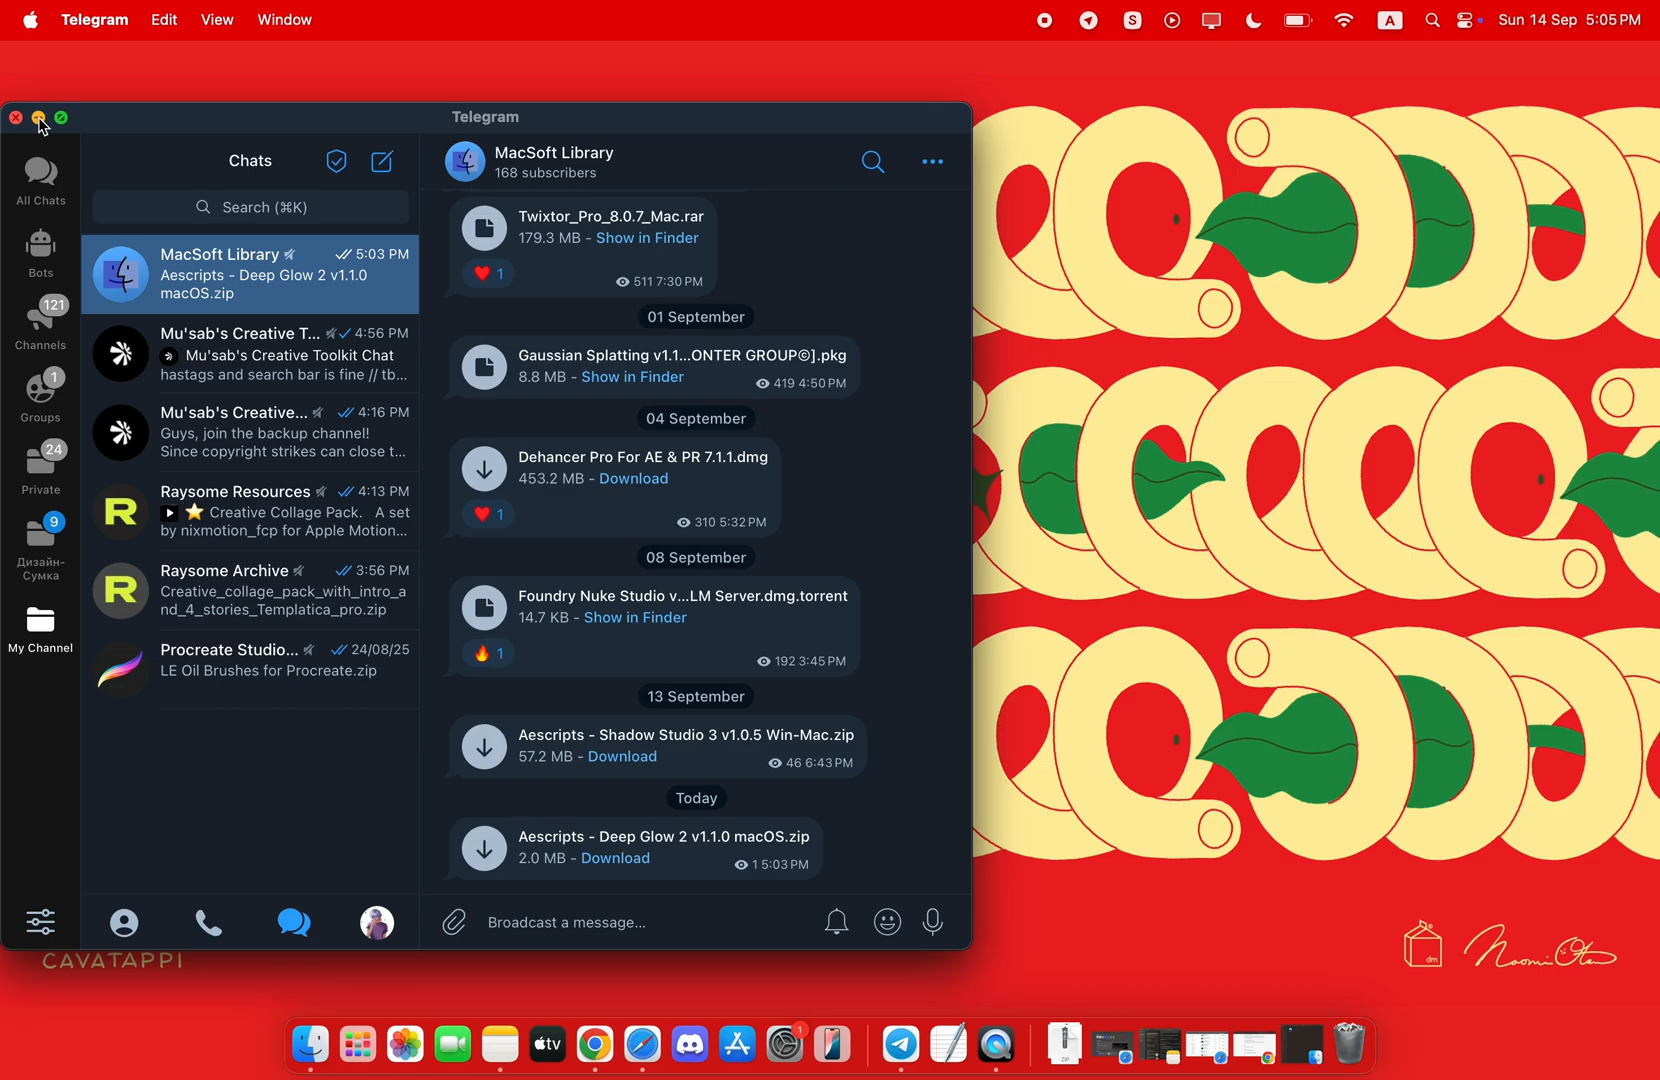 Telegram Edit View Window
S
A
Sun 14 Sep 5:05 PM
Telegram
All Chats
Bots
121
Channels
1
Groups
24
Private
9
Дизайн-
Сумка
My Channel
Chats
Search (⌘K)
MacSoft Library 5:03 PM
Aescripts - Deep Glow 2 v1.1.0
macOS.zip
Mu'sab's Creative T... 4:56 PM
Mu'sab's Creative Toolkit Chat
hastags and search bar is fine // tb...
Mu'sab's Creative... 4:16 PM
Guys, join the backup channel!
Since copyright strikes can close t...
R
Raysome Resources 4:13 PM
⭐ Creative Collage Pack. A set
by nixmotion_fcp for Apple Motion...
R
Raysome Archive 3:56 PM
Creative_collage_pack_with_intro_a
nd_4_stories_Templatica_pro.zip
Procreate Studio... 24/08/25
LE Oil Brushes for Procreate.zip
MacSoft Library
168 subscribers
Twixtor_Pro_8.0.7_Mac.rar
179.3 MB - Show in Finder
❤️ 1
511 7:30 PM
01 September
Gaussian Splatting v1.1...ONTER GROUP©].pkg
8.8 MB - Show in Finder
419 4:50 PM
04 September
Dehancer Pro For AE & PR 7.1.1.dmg
453.2 MB - Download
❤️ 1
310 5:32 PM
08 September
Foundry Nuke Studio v...LM Server.dmg.torrent
14.7 KB - Show in Finder
🔥 1
192 3:45 PM
13 September
Aescripts - Shadow Studio 3 v1.0.5 Win-Mac.zip
57.2 MB - Download
46 6:43 PM
Today
Aescripts - Deep Glow 2 v1.1.0 macOS.zip
2.0 MB - Download
1 5:03 PM
Broadcast a message...
CAVATAPPI
dm
tv
1
ZIP